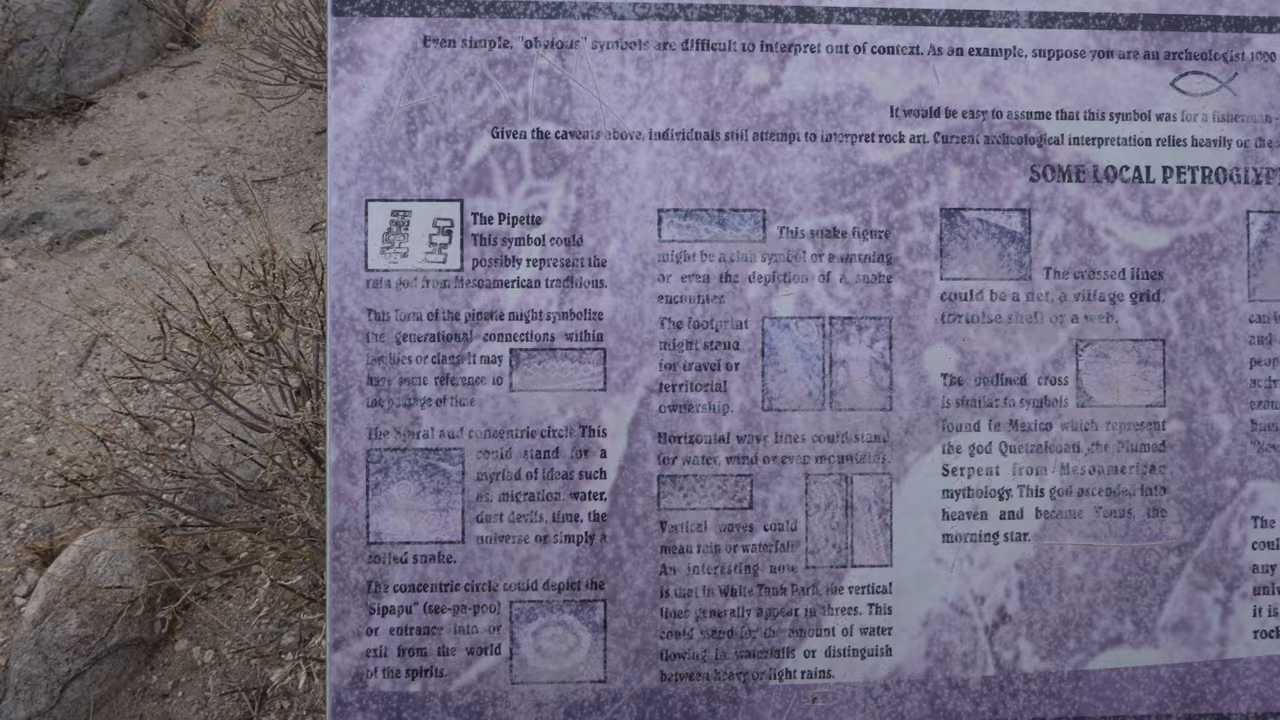 Even simple, "obvious" symbols are difficult to interpret out of context. As an example, suppose you are an archeologist 1000
It would be easy to assume that this symbol was for a fisherman
Given the caveats above, individuals still attempt to interpret rock art. Current archeological interpretation relies heavily on the
SOME LOCAL PETROGLYP
The Pipette
This symbol could
possibly represent the
rain god from Mesoamerican traditions.
This form of the pipette might symbolize
the generational connections within
families or clans. It may
have some reference to
the passage of time
The Spiral and concentric circle This
could stand for a
myriad of ideas such
as, migration, water,
dust devils, time, the
universe or simply a
coiled snake.
The concentric circle could depict the
"Sipapu" (see-pa-poo)
or entrance into or
exit from the world
of the spirits.
This snake figure
might be a clan symbol or a warning
or even the depiction of a snake
encounter.
The footprint
might stand
for travel or
territorial
ownership.
Horizontal wave lines could stand
for water, wind or even mountains.
Vertical waves could
mean rain or waterfall.
An interesting note
is that in White Tank Park, the vertical
lines generally appear in threes. This
could stand for the amount of water
flowing in waterfalls or distinguish
between heavy or light rains.
The crossed lines
could be a net, a village grid,
tortoise shell or a web.
The outlined cross
is similar to symbols
found in Mexico which represent
the god Quetzalcoatl, the Plumed
Serpent from Mesoamerican
mythology. This god ascended into
heaven and became Venus, the
morning star.
and
peop
The
coul
any
univ
it is
rock